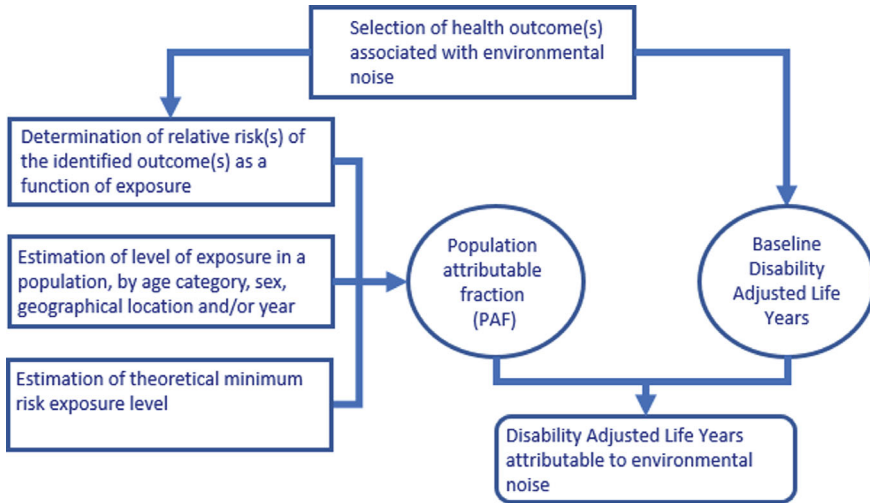 Selection of health outcome(s)
associated with environmental
noise
Determination of relative risk(s) of
the identified outcome(s) as a
function of exposure
Estimation of level of exposure in a
population, by age category, sex,
geographical location and/or year
Estimation of theoretical minimum
risk exposure level
Population
attributable
fraction
(PAF)
Baseline
Disability
Adjusted Life
Years
Disability Adjusted Life Years
attributable to environmental
noise